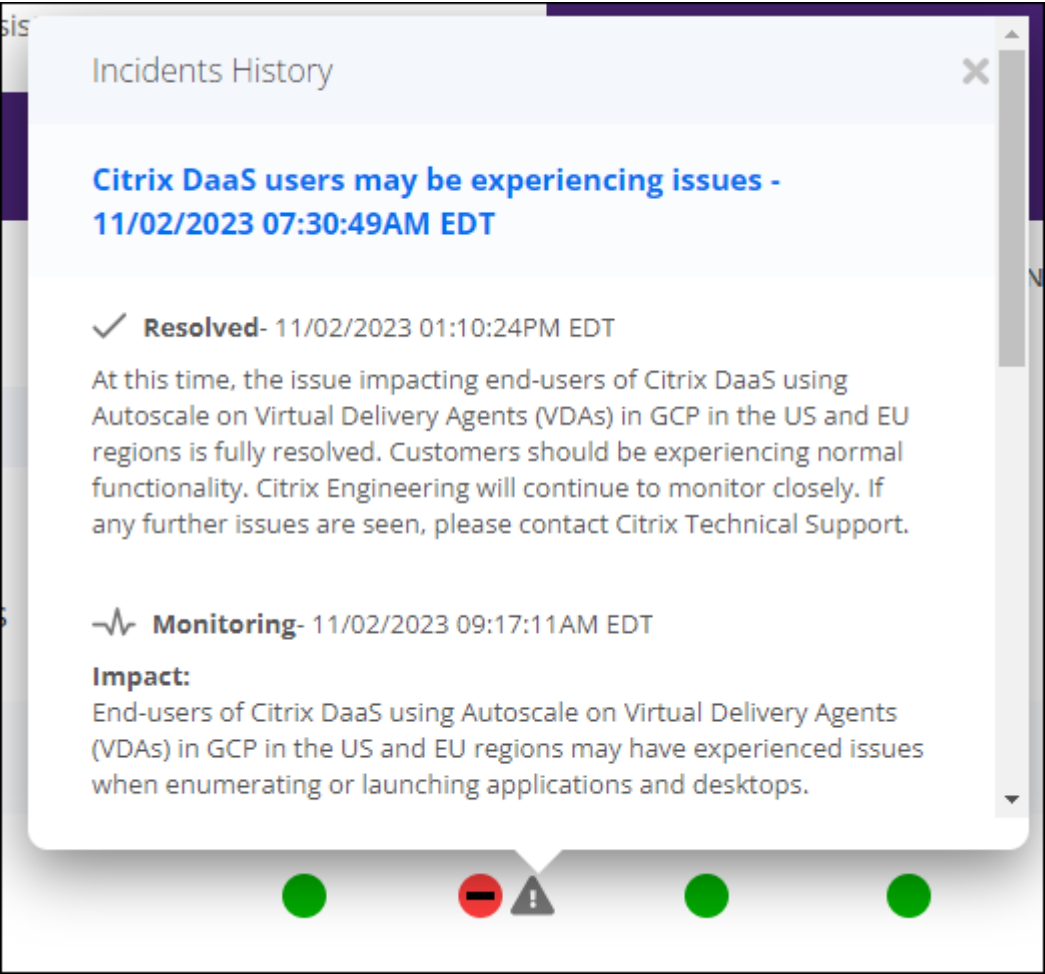 sis
Incidents History
Citrix DaaS users may be experiencing issues -
11/02/2023 07:30:49AM EDT
N
Resolved- 11/02/2023 01:10:24PM EDT
At this time, the issue impacting end-users of Citrix DaaS using
Autoscale on Virtual Delivery Agents (VDAs) in GCP in the US and EU
regions is fully resolved. Customers should be experiencing normal
functionality. Citrix Engineering will continue to monitor closely. If
any further issues are seen, please contact Citrix Technical Support.
Monitoring- 11/02/2023 09:17:11AM EDT
Impact:
End-users of Citrix DaaS using Autoscale on Virtual Delivery Agents
(VDAs) in GCP in the US and EU regions may have experienced issues
when enumerating or launching applications and desktops.